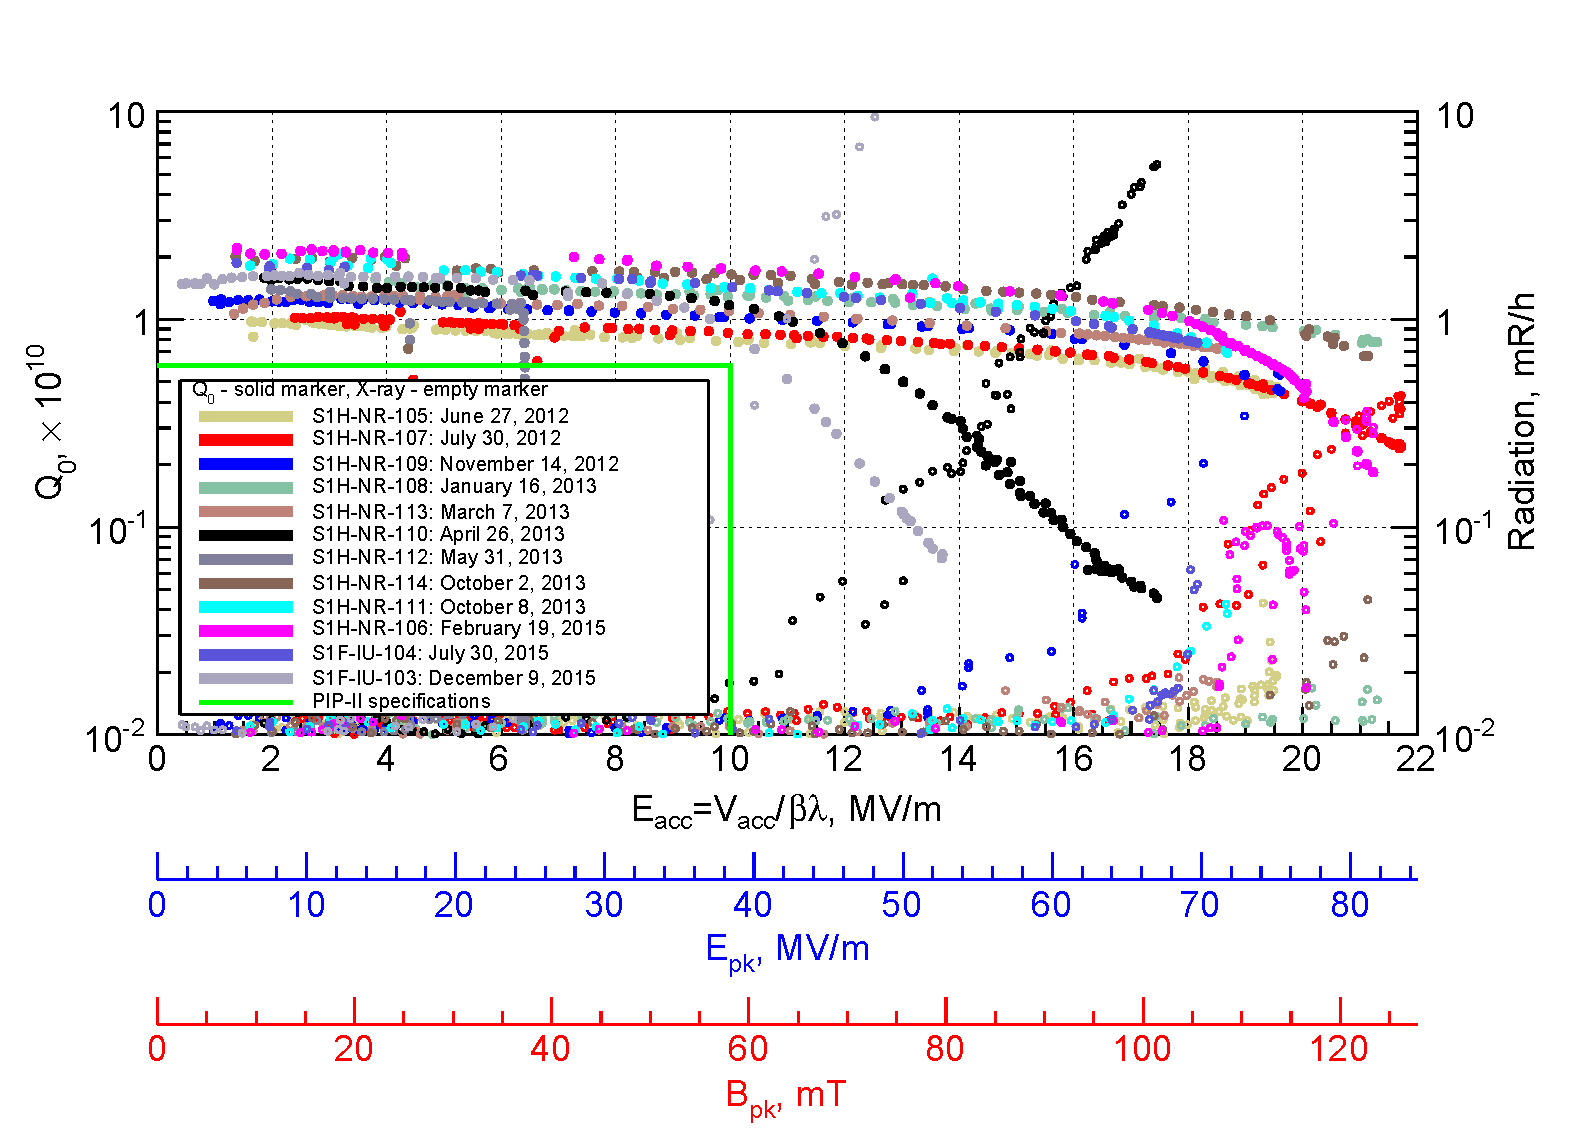 10 10
1 1
10-1 10-1
10-2 10-2
Q0, × 10^10
Radiation, mR/h
Q0 - solid marker, X-ray - empty marker
S1H-NR-105: June 27, 2012
S1H-NR-107: July 30, 2012
S1H-NR-109: November 14, 2012
S1H-NR-108: January 16, 2013
S1H-NR-113: March 7, 2013
S1H-NR-110: April 26, 2013
S1H-NR-112: May 31, 2013
S1H-NR-114: October 2, 2013
S1H-NR-111: October 8, 2013
S1H-NR-106: February 19, 2015
S1F-IU-104: July 30, 2015
S1F-IU-103: December 9, 2015
PIP-II specifications
0 2 4 6 8 10 12 14 16 18 20 22
Eacc=Vacc/βλ, MV/m
0 10 20 30 40 50 60 70 80
Epk, MV/m
0 20 40 60 80 100 120
Bpk, mT